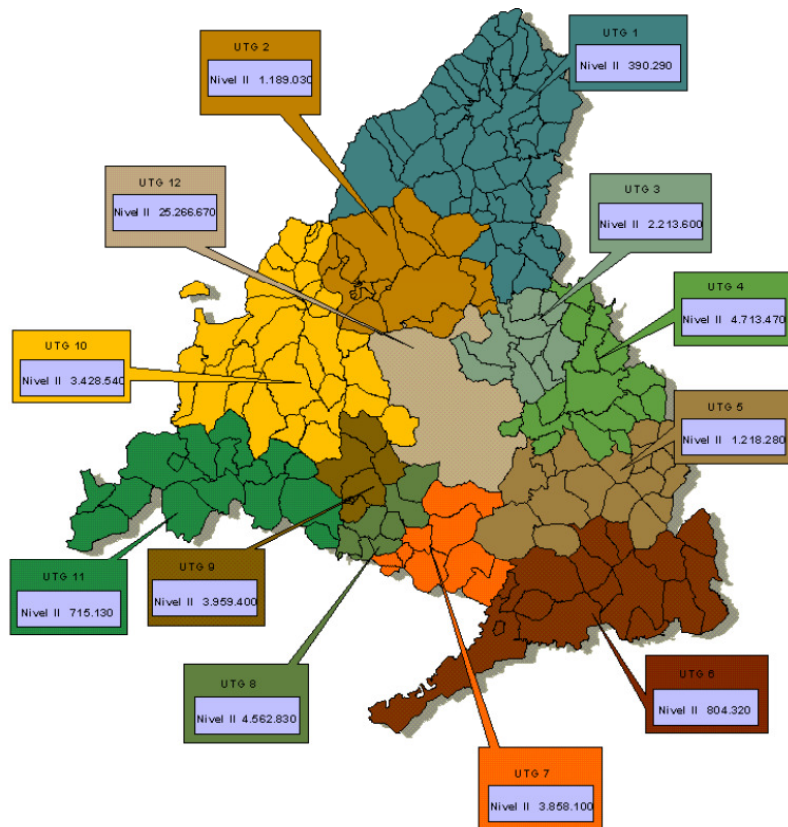 UTG 2
Nivel II 1.189.030
UTG 1
Nivel II 390.290
UTG 12
Nivel II 25.266.670
UTG 3
Nivel II 2.213.600
UTG 4
Nivel II 4.713.470
UTG 10
Nivel II 3.428.540
UTG 5
Nivel II 1.218.280
UTG 11
Nivel II 715.130
UTG 9
Nivel II 3.959.400
UTG 8
Nivel II 4.562.830
UTG 6
Nivel II 804.320
UTG 7
Nivel II 3.858.100